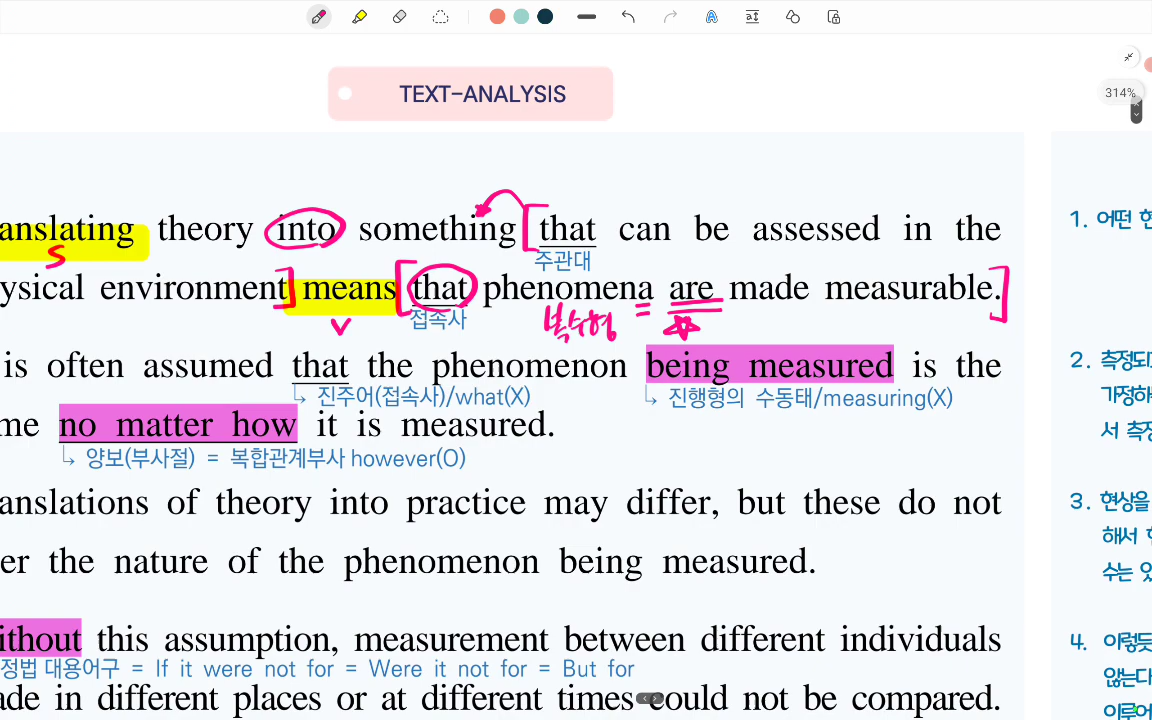 314%
TEXT-ANALYSIS
anslating theory into something that can be assessed in the
S
주관대
1. 어떤 현
ysical environment] means [that phenomena are made measurable.]
V
접속사
복수형 =
is often assumed that the phenomenon being measured is the
↳ 진주어(접속사)/what(X)
↳ 진행형의 수동태/measuring(X)
me no matter how it is measured.
↳ 양보(부사절) = 복합관계부사 however(O)
2. 측정되
가정하
서 측정
anslations of theory into practice may differ, but these do not
er the nature of the phenomenon being measured.
3. 현상을
해서
수는 있
ithout this assumption, measurement between different individuals
정법 대용어구 = If it were not for = Were it not for = But for
ade in different places or at different times could not be compared.
4. 이렇듯
않는다
이루어